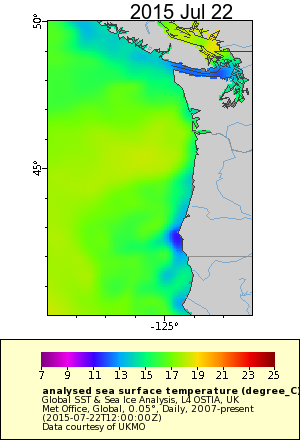 2015 Jul 22
50°
45°
-125°
7 9 11 13 15 17 19 21 23 25
analysed sea surface temperature (degree_C)
Global SST & Sea Ice Analysis, L4 OSTIA, UK
Met Office, Global, 0.05°, Daily, 2007-present
(2015-07-22T12:00:00Z)
Data courtesy of UKMO